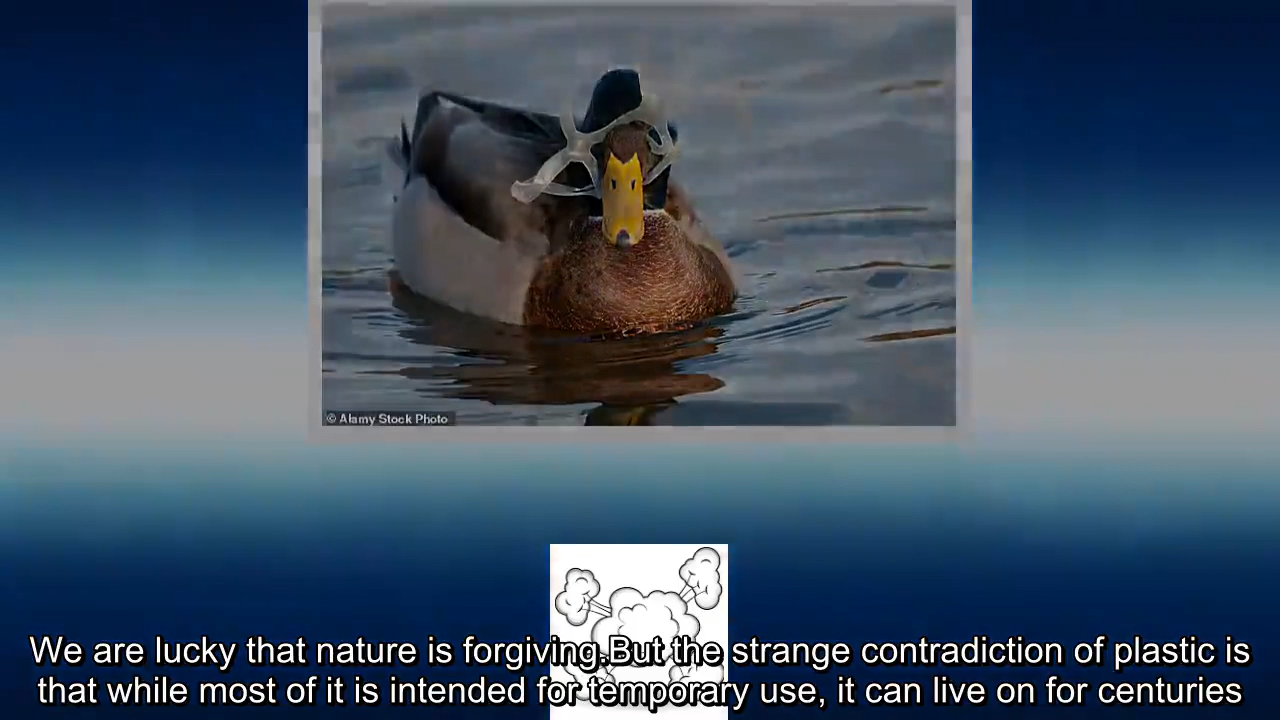 © Alamy Stock Photo
We are lucky that nature is forgiving.But the strange contradiction of plastic is
that while most of it is intended for temporary use, it can live on for centuries